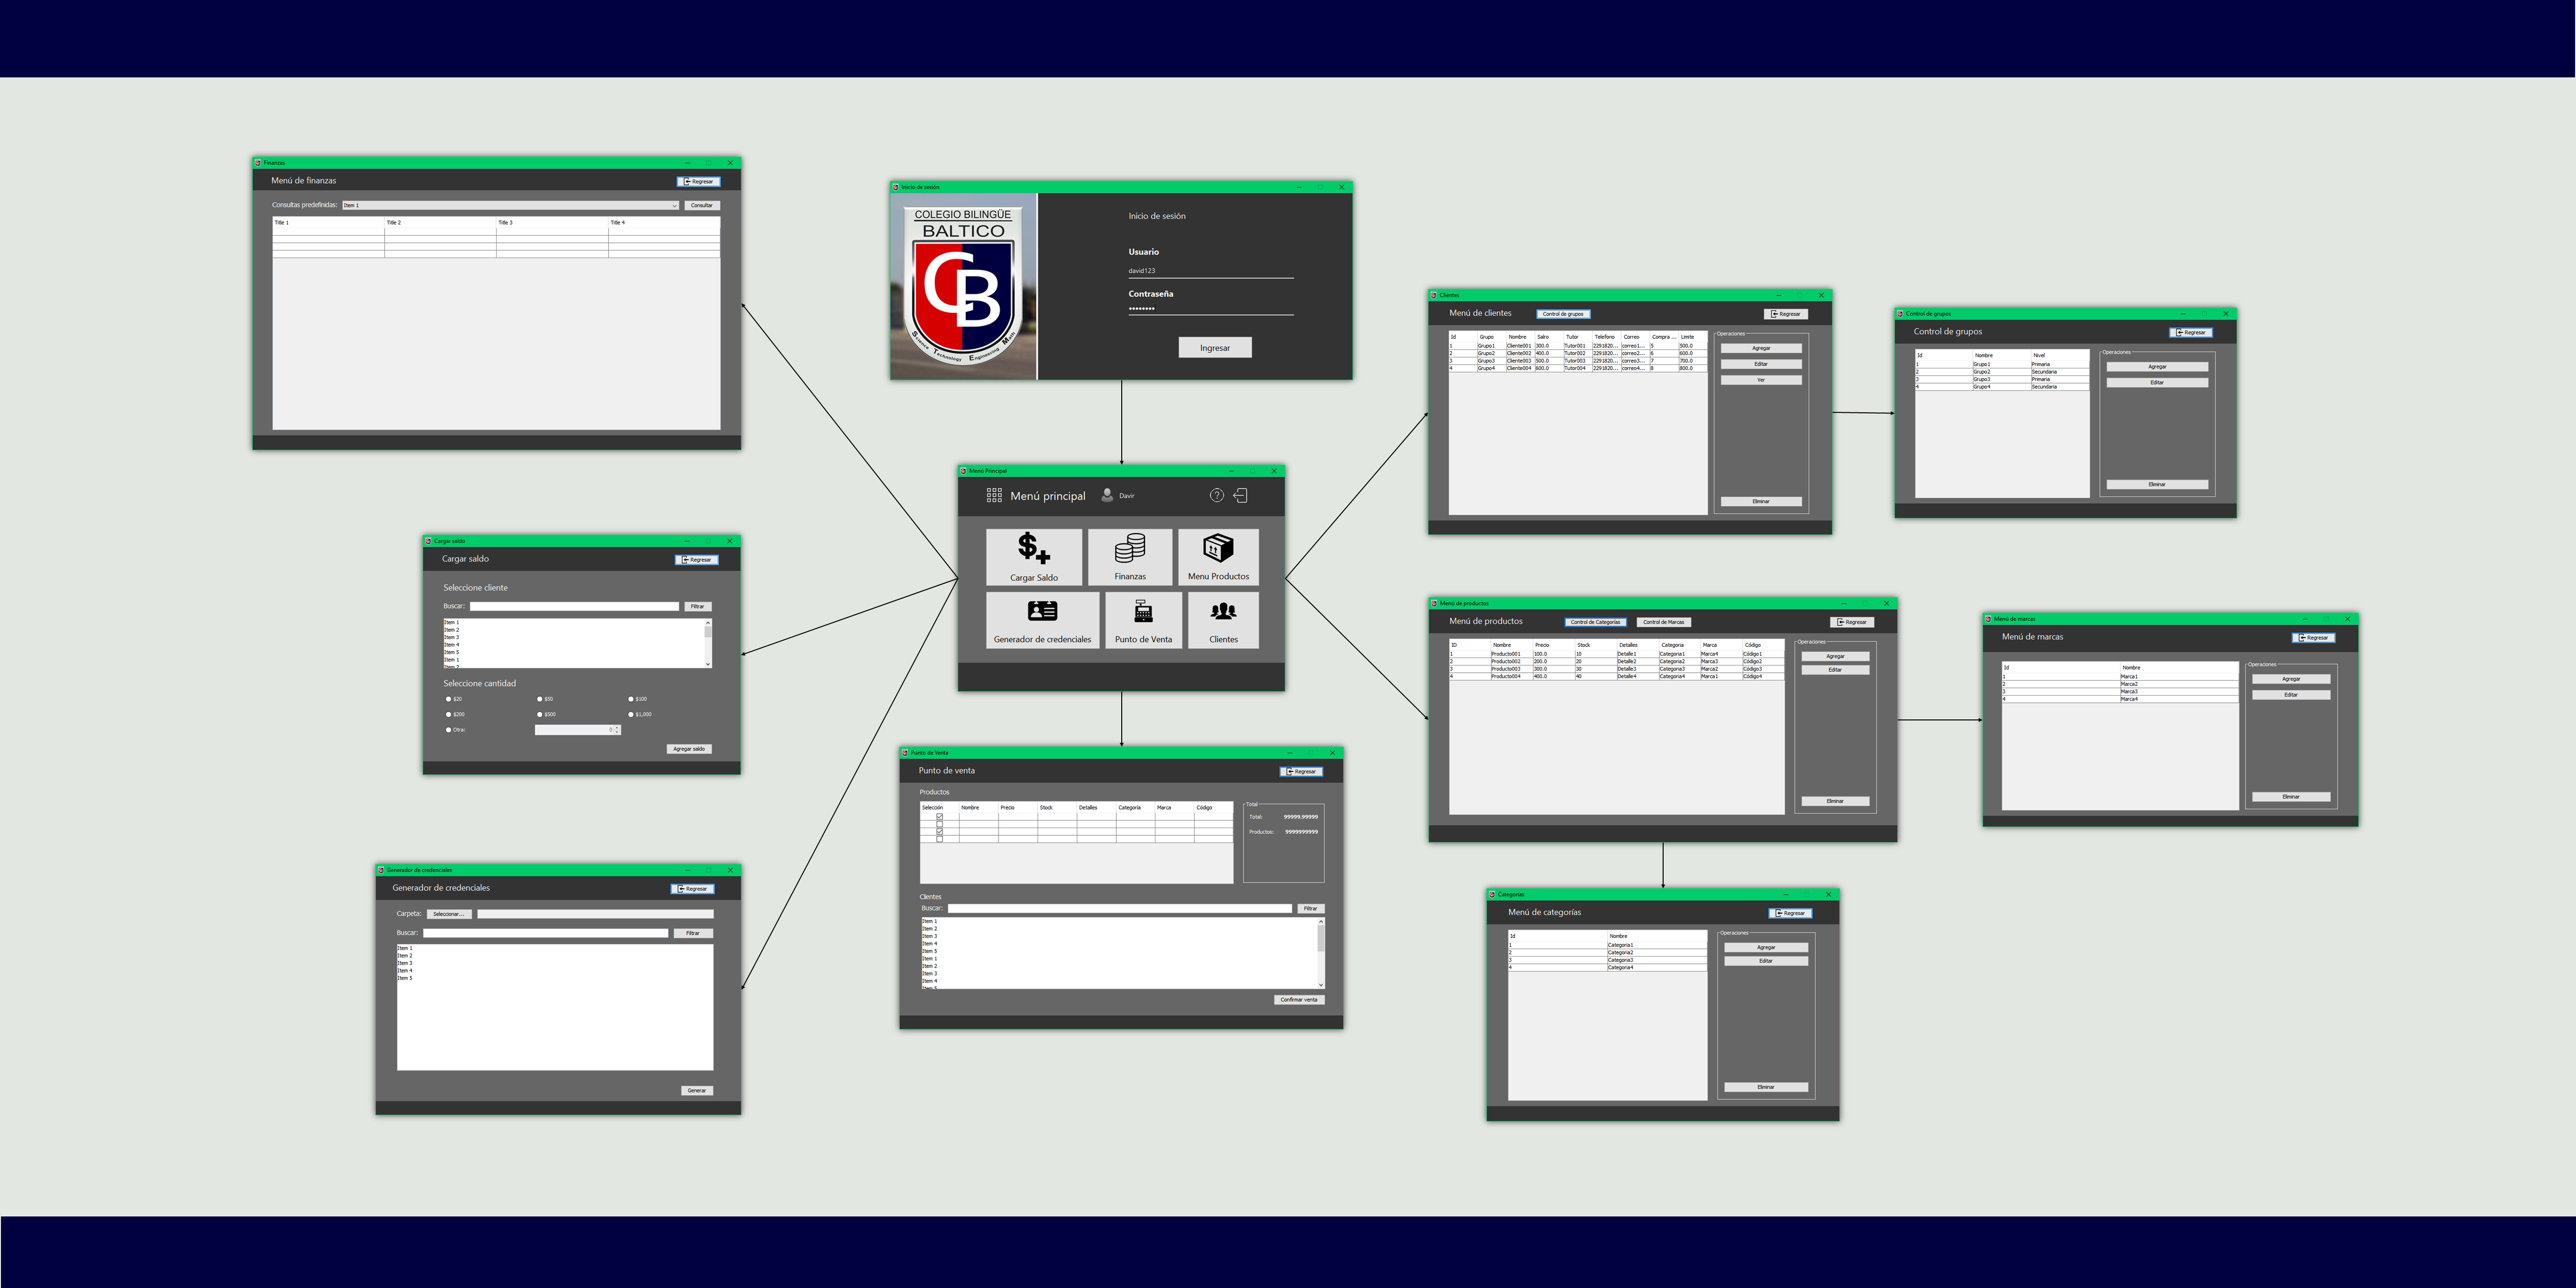 Finanzas
Menú de finanzas
Regresar
Consultas predefinidas:
Item 1
Consultar
Title 1 Title 2 Title 3 Title 4
Inicio de sesión
COLEGIO BILINGÜE
BALTICO
CB
Science Technology Engineering Math
Inicio de sesión
Usuario
david123
Contraseña
Ingresar
Clientes
Menú de clientes
Control de grupos
Regresar
Id Grupo Nombre Salro Tutor Telefono Correo Compra ... Limite
1 Grupo1 Cliente001 300.0 Tutor001 2291820... correo1... 5 500.0
2 Grupo2 Cliente002 400.0 Tutor002 2291820... correo2... 6 600.0
3 Grupo3 Cliente003 500.0 Tutor003 2291820... correo3... 7 700.0
4 Grupo4 Cliente004 600.0 Tutor004 2291820... correo4... 8 800.0
Operaciones
Agregar
Editar
Ver
Eliminar
Control de grupos
Control de grupos
Regresar
Id Nombre Nivel
1 Grupo1 Primaria
2 Grupo2 Secundaria
3 Grupo3 Primaria
4 Grupo4 Secundaria
Operaciones
Agregar
Editar
Eliminar
Menú Principal
Menú principal
Davir
?
Cargar Saldo
Finanzas
Menu Productos
Generador de credenciales
Punto de Venta
Clientes
Cargar saldo
Cargar saldo
Regresar
Seleccione cliente
Buscar:
Filtrar
Item 1
Item 2
Item 3
Item 4
Item 5
Item 1
Item 2
Seleccione cantidad
$20 $50 $100
$200 $500 $1,000
Otra: 0
Agregar saldo
Menú de productos
Menú de productos
Control de Categorías
Control de Marcas
Regresar
ID Nombre Precio Stock Detalles Categoria Marca Código
1 Producto001 100.0 10 Detalle1 Categoria1 Marca4 Código1
2 Producto002 200.0 20 Detalle2 Categoria2 Marca3 Código2
3 Producto003 300.0 30 Detalle3 Categoria3 Marca2 Código3
4 Producto004 400.0 40 Detalle4 Categoria4 Marca1 Código4
Operaciones
Agregar
Editar
Eliminar
Menú de marcas
Menú de marcas
Regresar
Id Nombre
1 Marca1
2 Marca2
3 Marca3
4 Marca4
Operaciones
Agregar
Editar
Eliminar
Punto de Venta
Punto de venta
Regresar
Productos
Selección Nombre Precio Stock Detalles Categoría Marca Código
Total
Total: 99999.99999
Productos: 9999999999
Clientes
Buscar:
Filtrar
Item 1
Item 2
Item 3
Item 4
Item 5
Item 1
Item 2
Item 3
Item 4
Item 5
Confirmar venta
Generador de credenciales
Generador de credenciales
Regresar
Carpeta:
Seleccionar...
Buscar:
Filtrar
Item 1
Item 2
Item 3
Item 4
Item 5
Generar
Categorías
Menú de categorías
Regresar
Id Nombre
1 Categoria1
2 Categoria2
3 Categoria3
4 Categoria4
Operaciones
Agregar
Editar
Eliminar